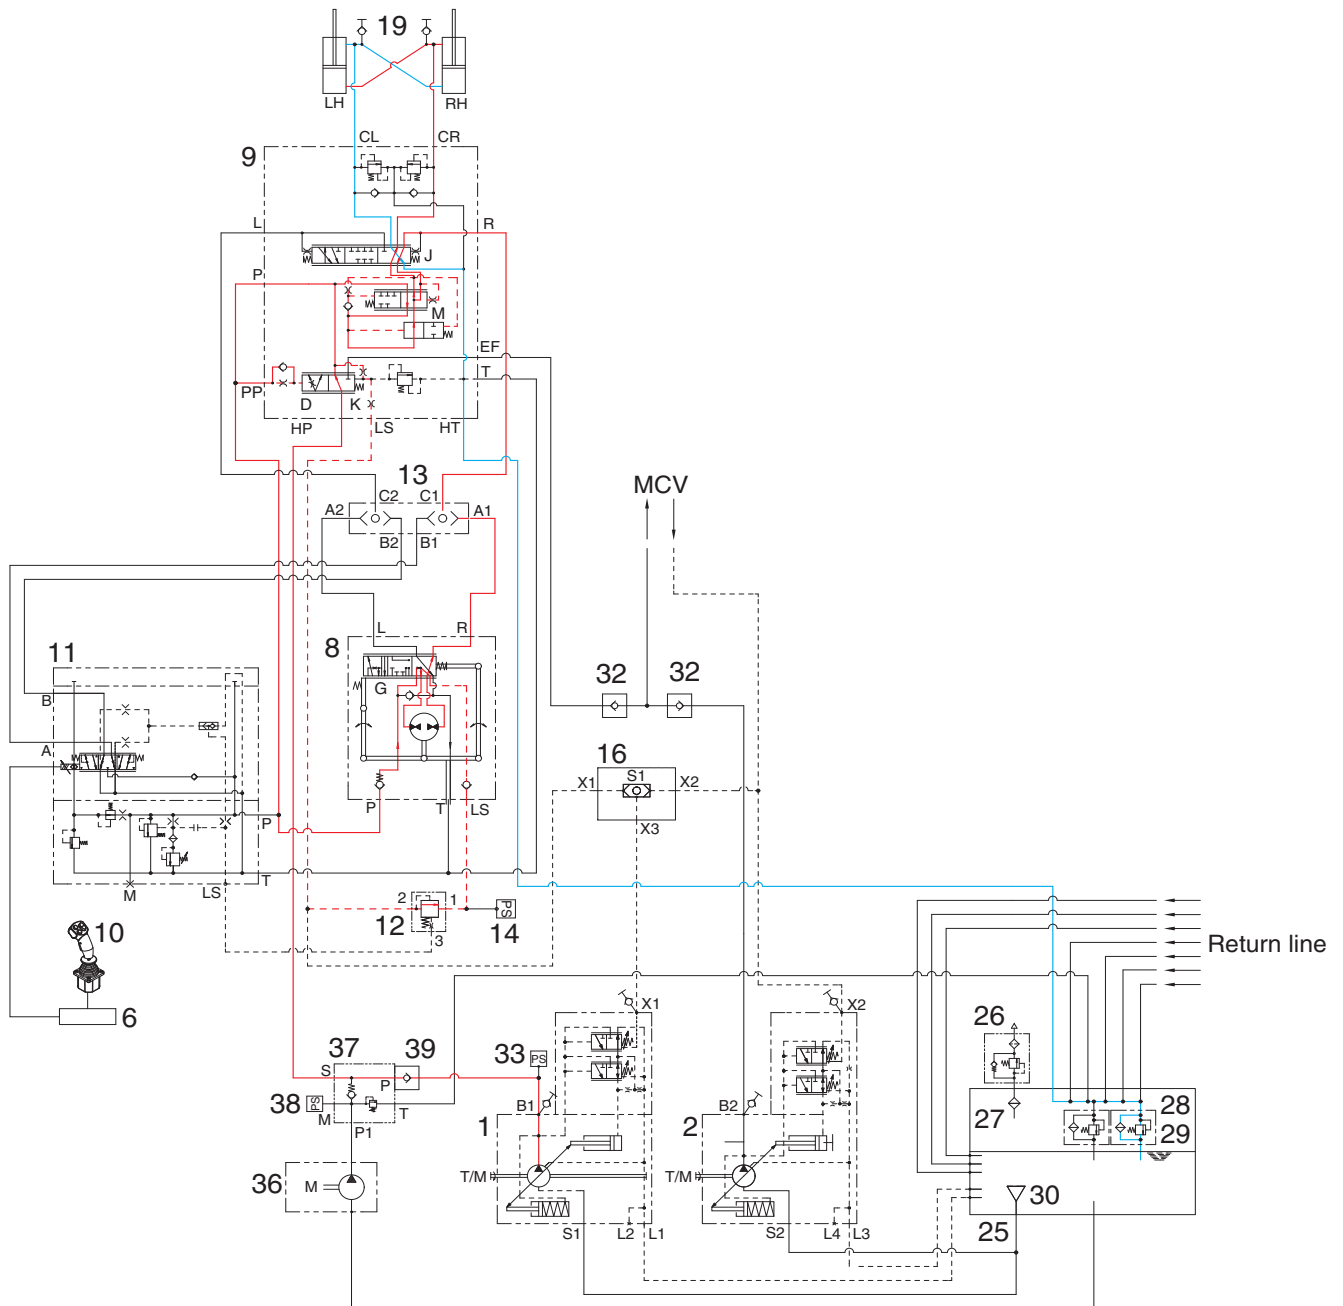 19
LH RH
CL CR
9
L R
J
P
M
EF
T
PP
D K
HP LS HT
13
C2 C1
A2 A1
B2 B1
MCV
L R
8
11
G
32 32
B
A
16
S1
X1 X2
X3
P T LS
P
T
M LS
2 1
12 PS
3 14
10
6
Return line
X1 X2
26
33 PS
37 39
S P
38 PS
M T
P1
B1 B2
1 2
27 28
29
T/M T/M
36 M
30
25
S1 L2 L1 S2 L4 L3